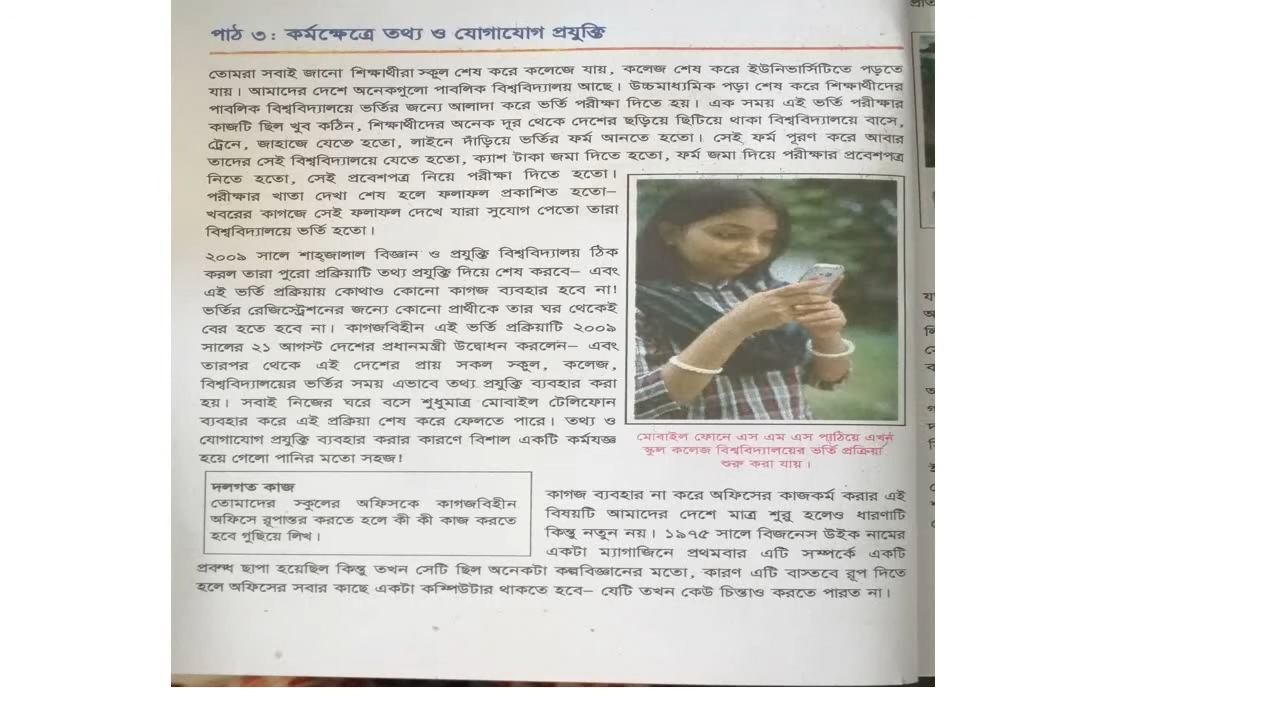 পাঠ ৩ : কর্মক্ষেত্রে তথ্য ও যোগাযোগ প্রযুক্তি
তোমরা সবাই জানো শিক্ষার্থীরা স্কুল শেষ করে কলেজে যায়, কলেজ শেষ করে ইউনিভার্সিটিতে পড়তে
যায়। আমাদের দেশে অনেকগুলো পাবলিক বিশ্ববিদ্যালয় আছে। উচ্চমাধ্যমিক পড়া শেষ করে শিক্ষার্থীদের
পাবলিক বিশ্ববিদ্যালয়ে ভর্তির জন্যে আলাদা করে ভর্তি পরীক্ষা দিতে হয়। এক সময় এই ভর্তি পরীক্ষার
কাজটি ছিল খুব কঠিন, শিক্ষার্থীদের অনেক দূর থেকে দেশের ছড়িয়ে ছিটিয়ে থাকা বিশ্ববিদ্যালয়ে বাসে,
ট্রেনে, জাহাজে যেতে হতো, লাইনে দাঁড়িয়ে ভর্তির ফর্ম আনতে হতো। সেই ফর্ম পূরণ করে আবার
তাদের সেই বিশ্ববিদ্যালয়ে যেতে হতো, ক্যাশ টাকা জমা দিতে হতো, ফর্ম জমা দিয়ে পরীক্ষার প্রবেশপত্র
নিতে হতো, সেই প্রবেশপত্র নিয়ে পরীক্ষা দিতে হতো।
পরীক্ষার খাতা দেখা শেষ হলে ফলাফল প্রকাশিত হতো–
খবরের কাগজে সেই ফলাফল দেখে যারা সুযোগ পেতো তারা
বিশ্ববিদ্যালয়ে ভর্তি হতো।
২০০৯ সালে শাহ্জালাল বিজ্ঞান ও প্রযুক্তি বিশ্ববিদ্যালয় ঠিক
করল তারা পুরো প্রক্রিয়াটি তথ্য প্রযুক্তি দিয়ে শেষ করবে– এবং
এই ভর্তি প্রক্রিয়ায় কোথাও কোনো কাগজ ব্যবহার হবে না!
ভর্তির রেজিস্ট্রেশনের জন্যে কোনো প্রার্থীকে তার ঘর থেকেই
বের হতে হবে না। কাগজবিহীন এই ভর্তি প্রক্রিয়াটি ২০০৯
সালের ২১ আগস্ট দেশের প্রধানমন্ত্রী উদ্বোধন করলেন– এবং
তারপর থেকে এই দেশের প্রায় সকল স্কুল, কলেজ,
বিশ্ববিদ্যালয়ের ভর্তির সময় এভাবে তথ্য প্রযুক্তি ব্যবহার করা
হয়। সবাই নিজের ঘরে বসে শুধুমাত্র মোবাইল টেলিফোন
ব্যবহার করে এই প্রক্রিয়া শেষ করে ফেলতে পারে। তথ্য ও
যোগাযোগ প্রযুক্তি ব্যবহার করার কারণে বিশাল একটি কর্মযজ্ঞ
হয়ে গেলো পানির মতো সহজ!
মোবাইল ফোনে এস এম এস পাঠিয়ে এখন
স্কুল কলেজ বিশ্ববিদ্যালয়ের ভর্তি প্রক্রিয়া
শুরু করা যায়।
দলগত কাজ
তোমাদের স্কুলের অফিসকে কাগজবিহীন
অফিসে রূপান্তর করতে হলে কী কী কাজ করতে
হবে গুছিয়ে লিখ।
কাগজ ব্যবহার না করে অফিসের কাজকর্ম করার এই
বিষয়টি আমাদের দেশে মাত্র শুরু হলেও ধারণাটি
কিন্তু নতুন নয়। ১৯৭৫ সালে বিজনেস উইক নামের
একটা ম্যাগাজিনে প্রথমবার এটি সম্পর্কে একটি
প্রবন্ধ ছাপা হয়েছিল কিন্তু তখন সেটি ছিল অনেকটা কল্পবিজ্ঞানের মতো, কারণ এটি বাস্তবে রূপ দিতে
হলে অফিসের সবার কাছে একটা কম্পিউটার থাকতে হবে– যেটি তখন কেউ চিন্তাও করতে পারত না।